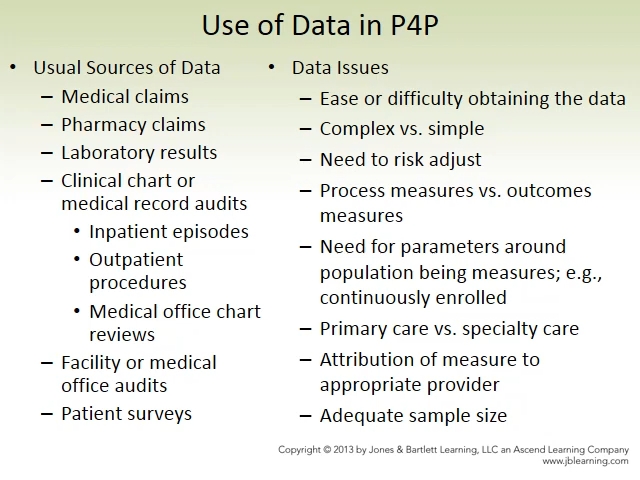 Use of Data in P4P
• Usual Sources of Data
– Medical claims
– Pharmacy claims
– Laboratory results
– Clinical chart or
medical record audits
• Inpatient episodes
• Outpatient
procedures
• Medical office chart
reviews
– Facility or medical
office audits
– Patient surveys
• Data Issues
– Ease or difficulty obtaining the data
– Complex vs. simple
– Need to risk adjust
– Process measures vs. outcomes
measures
– Need for parameters around
population being measures; e.g.,
continuously enrolled
– Primary care vs. specialty care
– Attribution of measure to
appropriate provider
– Adequate sample size
Copyright © 2013 by Jones & Bartlett Learning, LLC an Ascend Learning Company
www.jblearning.com